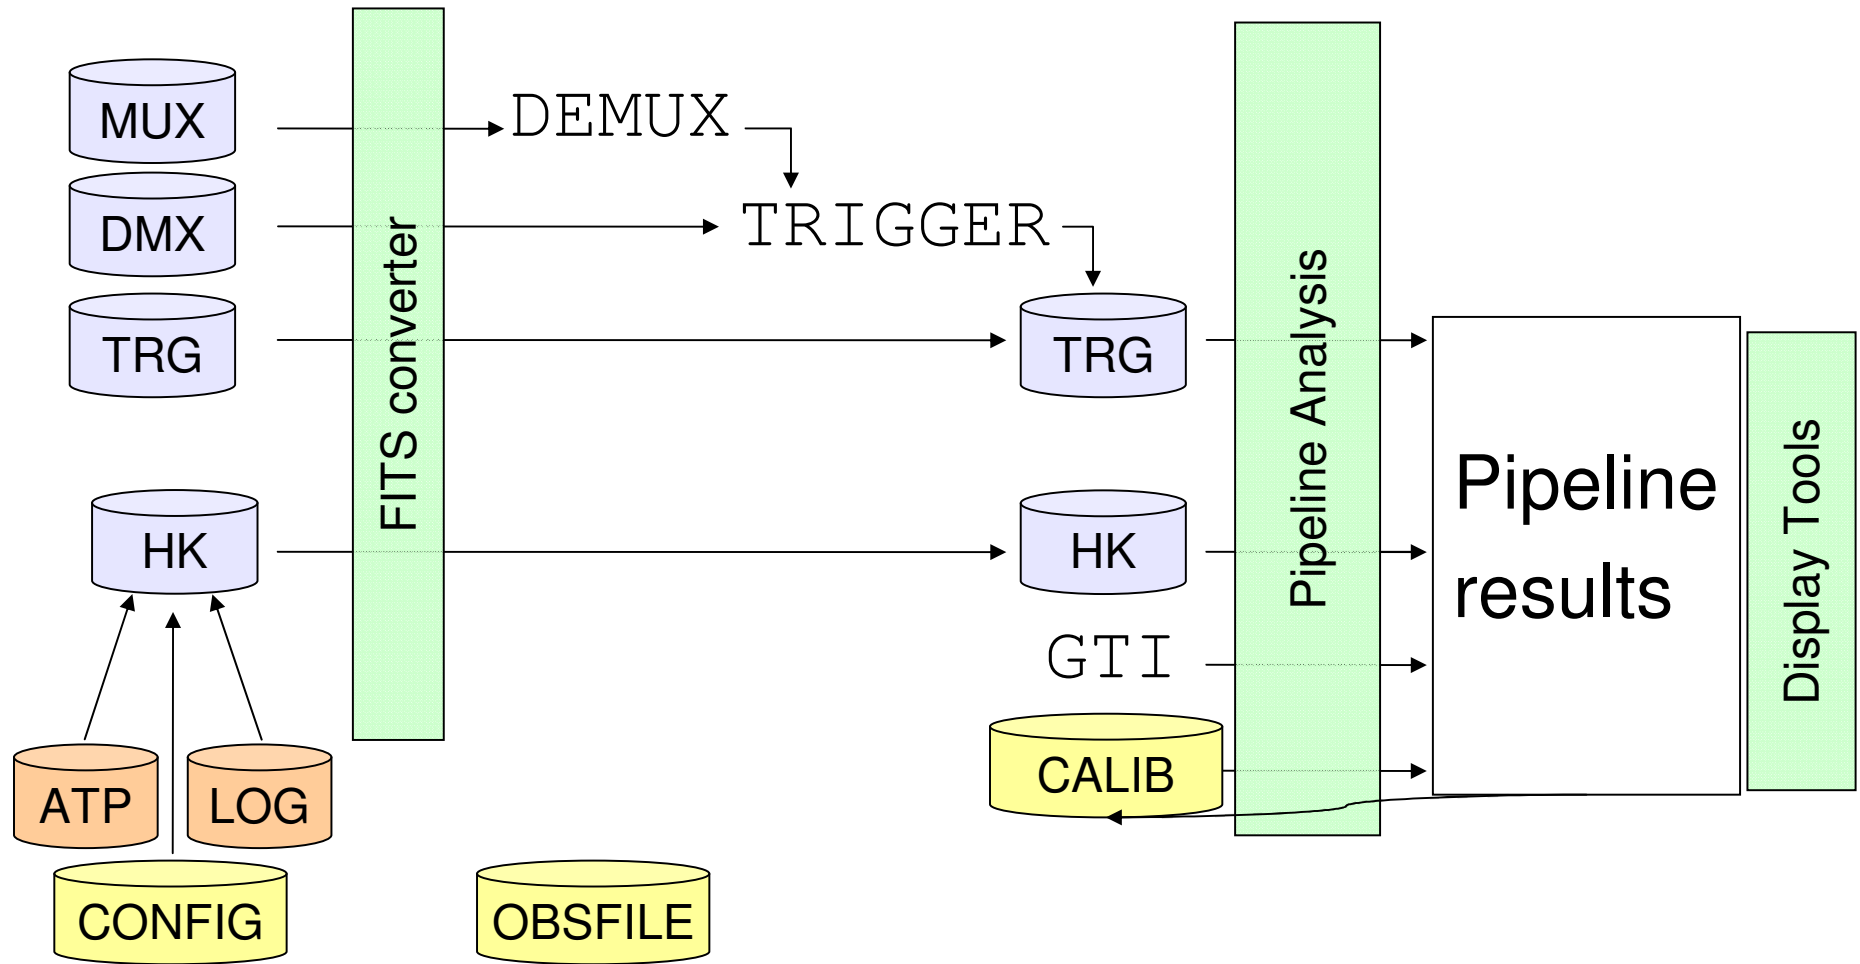 MUX
DEMUX
DMX
TRIGGER
TRG
TRG
FITS converter
Pipeline Analysis
Pipeline
results
Display Tools
HK
HK
GTI
CALIB
ATP
LOG
CONFIG
OBSFILE